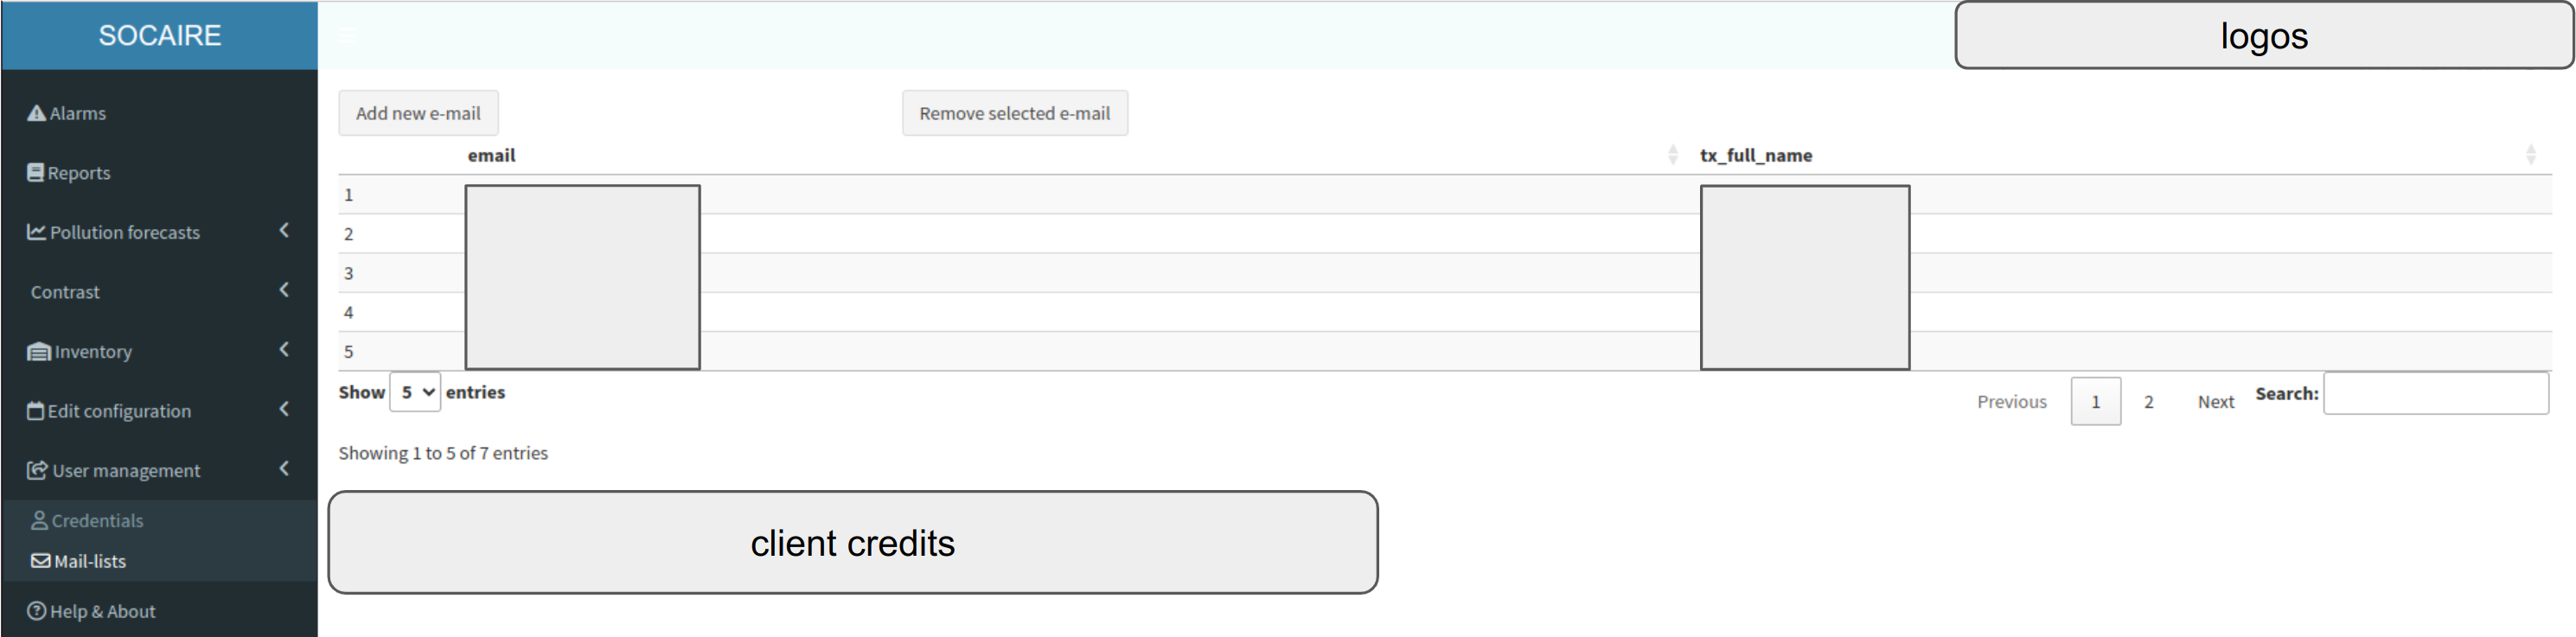 SOCAIRE
logos
Alarms
Reports
Pollution forecasts
Contrast
Inventory
Edit configuration
User management
Credentials
Mail-lists
Help & About
Add new e-mail
Remove selected e-mail
email
tx_full_name
1
2
3
4
5
Show 5 entries
Previous 1 2 Next Search:
Showing 1 to 5 of 7 entries
client credits